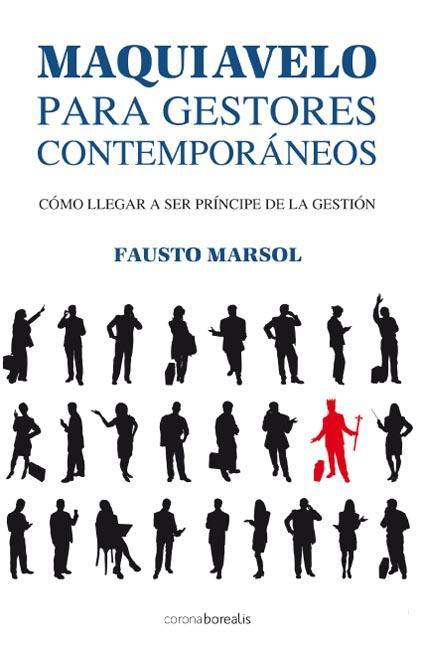 MAQUIAVELO
PARA GESTORES
CONTEMPORÁNEOS
CÓMO LLEGAR A SER PRÍNCIPE DE LA GESTIÓN
FAUSTO MARSOL
coronaborealis